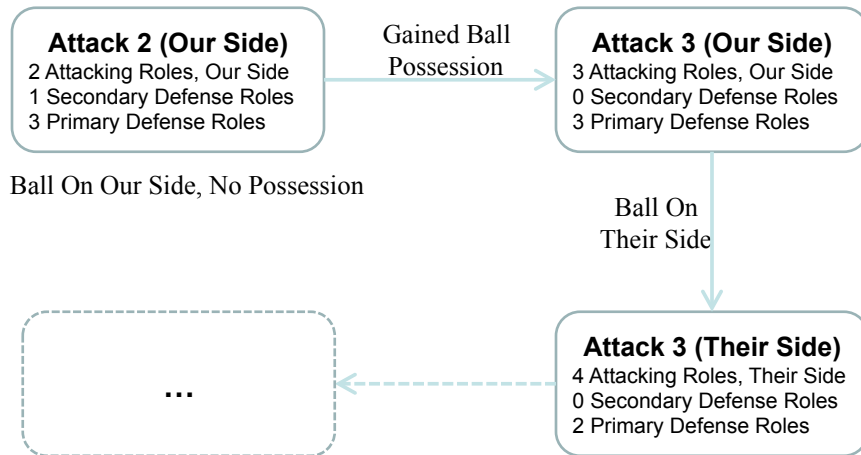 Attack 2 (Our Side)
2 Attacking Roles, Our Side
1 Secondary Defense Roles
3 Primary Defense Roles
Gained Ball
Possession
Attack 3 (Our Side)
3 Attacking Roles, Our Side
0 Secondary Defense Roles
3 Primary Defense Roles
Ball On Our Side, No Possession
Ball On
Their Side
...
Attack 3 (Their Side)
4 Attacking Roles, Their Side
0 Secondary Defense Roles
2 Primary Defense Roles